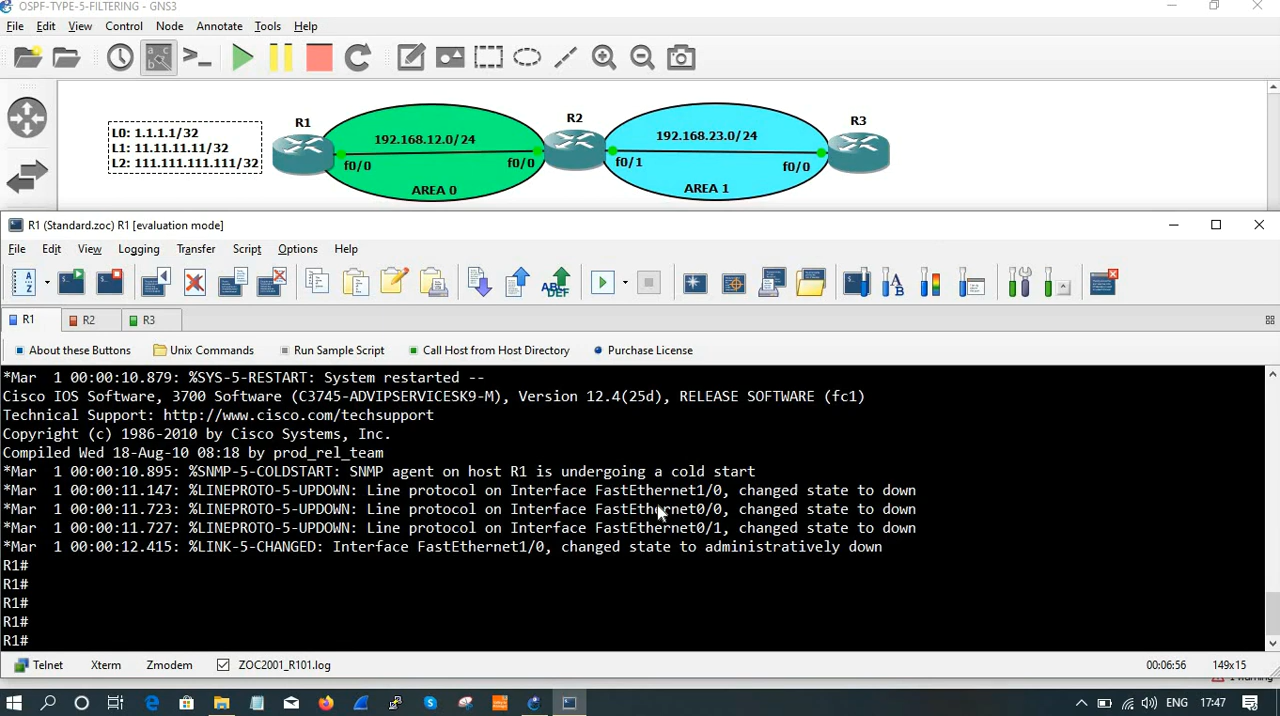 OSPF-TYPE-5-FILTERING - GNS3
File Edit View Control Node Annotate Tools Help
L0: 1.1.1.1/32
L1: 11.11.11.11/32
L2: 111.111.111.111/32
R1
192.168.12.0/24
f0/0
f0/0
AREA 0
R2
192.168.23.0/24
f0/1
f0/0
AREA 1
R3
R1 (Standard.zoc) R1 [evaluation mode]
File Edit View Logging Transfer Script Options Help
R1 R2 R3
About these Buttons Unix Commands Run Sample Script Call Host from Host Directory Purchase License
*Mar  1 00:00:10.879: %SYS-5-RESTART: System restarted --
Cisco IOS Software, 3700 Software (C3745-ADVIPSERVICESK9-M), Version 12.4(25d), RELEASE SOFTWARE (fc1)
Technical Support: http://www.cisco.com/techsupport
Copyright (c) 1986-2010 by Cisco Systems, Inc.
Compiled Wed 18-Aug-10 08:18 by prod_rel_team
*Mar  1 00:00:10.895: %SNMP-5-COLDSTART: SNMP agent on host R1 is undergoing a cold start
*Mar  1 00:00:11.147: %LINEPROTO-5-UPDOWN: Line protocol on Interface FastEthernet1/0, changed state to down
*Mar  1 00:00:11.723: %LINEPROTO-5-UPDOWN: Line protocol on Interface FastEthernet0/0, changed state to down
*Mar  1 00:00:11.727: %LINEPROTO-5-UPDOWN: Line protocol on Interface FastEthernet0/1, changed state to down
*Mar  1 00:00:12.415: %LINK-5-CHANGED: Interface FastEthernet1/0, changed state to administratively down
R1#
R1#
R1#
R1#
R1#
Telnet Xterm Zmodem ZOC2001_R101.log 00:06:56 149x15
ENG 17:47